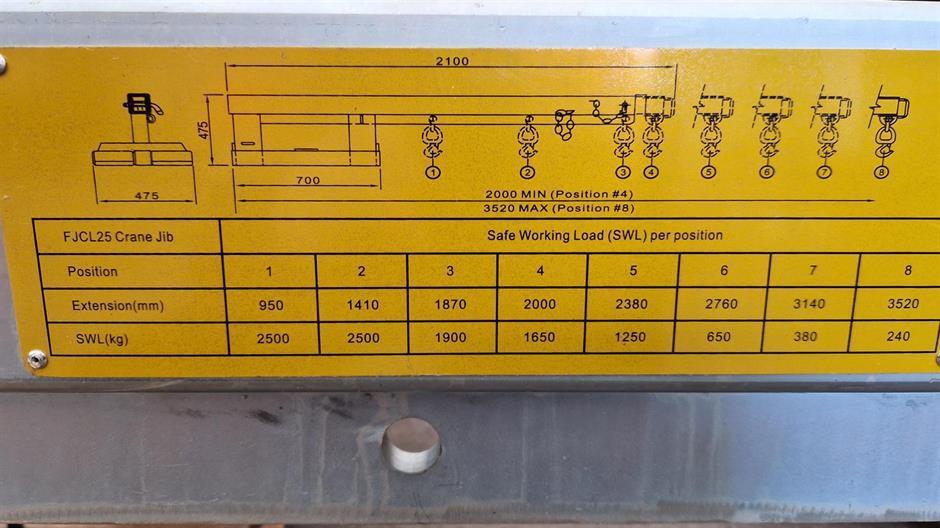 2100
475
1 2 3 4 5 6 7 8
700
475
2000 MIN (Position #4)
3520 MAX (Position #8)
FJCL25 Crane Jib Safe Working Load (SWL) per position
Position 1 2 3 4 5 6 7 8
Extension(mm) 950 1410 1870 2000 2380 2760 3140 3520
SWL(kg) 2500 2500 1900 1650 1250 650 380 240